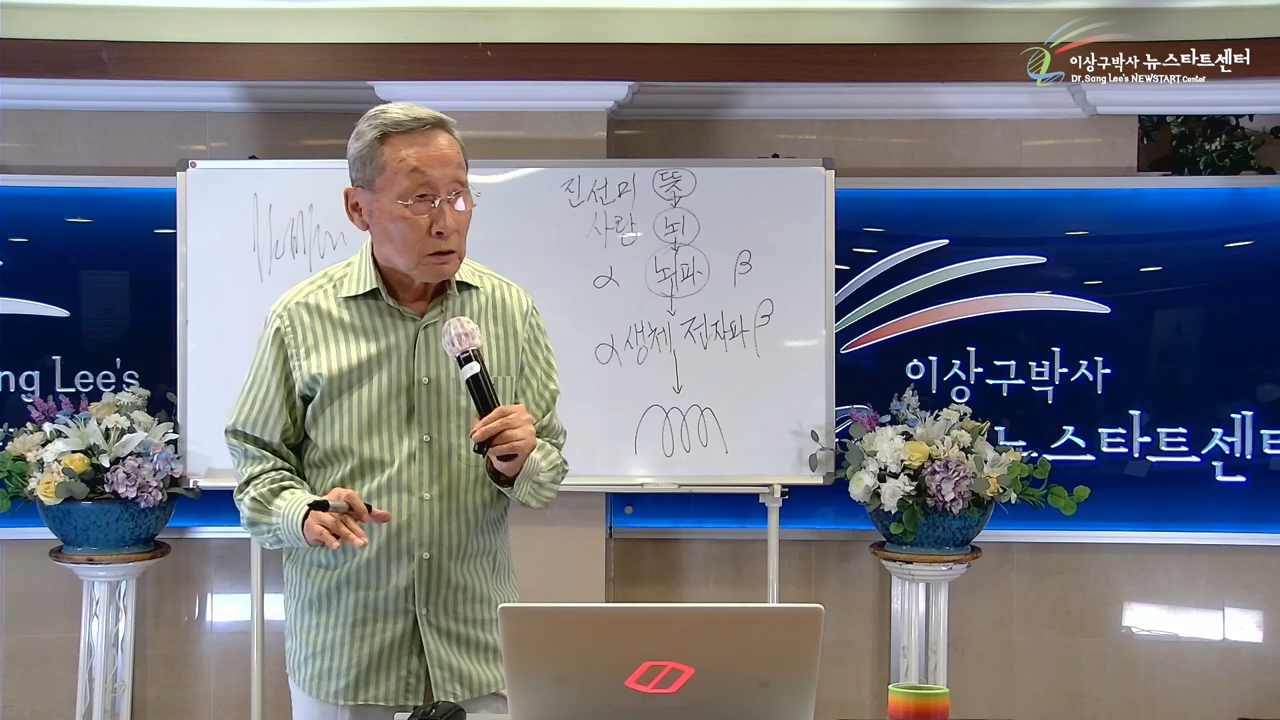 이상구박사 뉴스타트센터
Dr. Sang Lee's NEWSTART Center
진선미 뜻
사랑 뇌
α 뇌파 β
α 생체 전자파 β
ng Lee's
이상구박사
뉴스타트센터